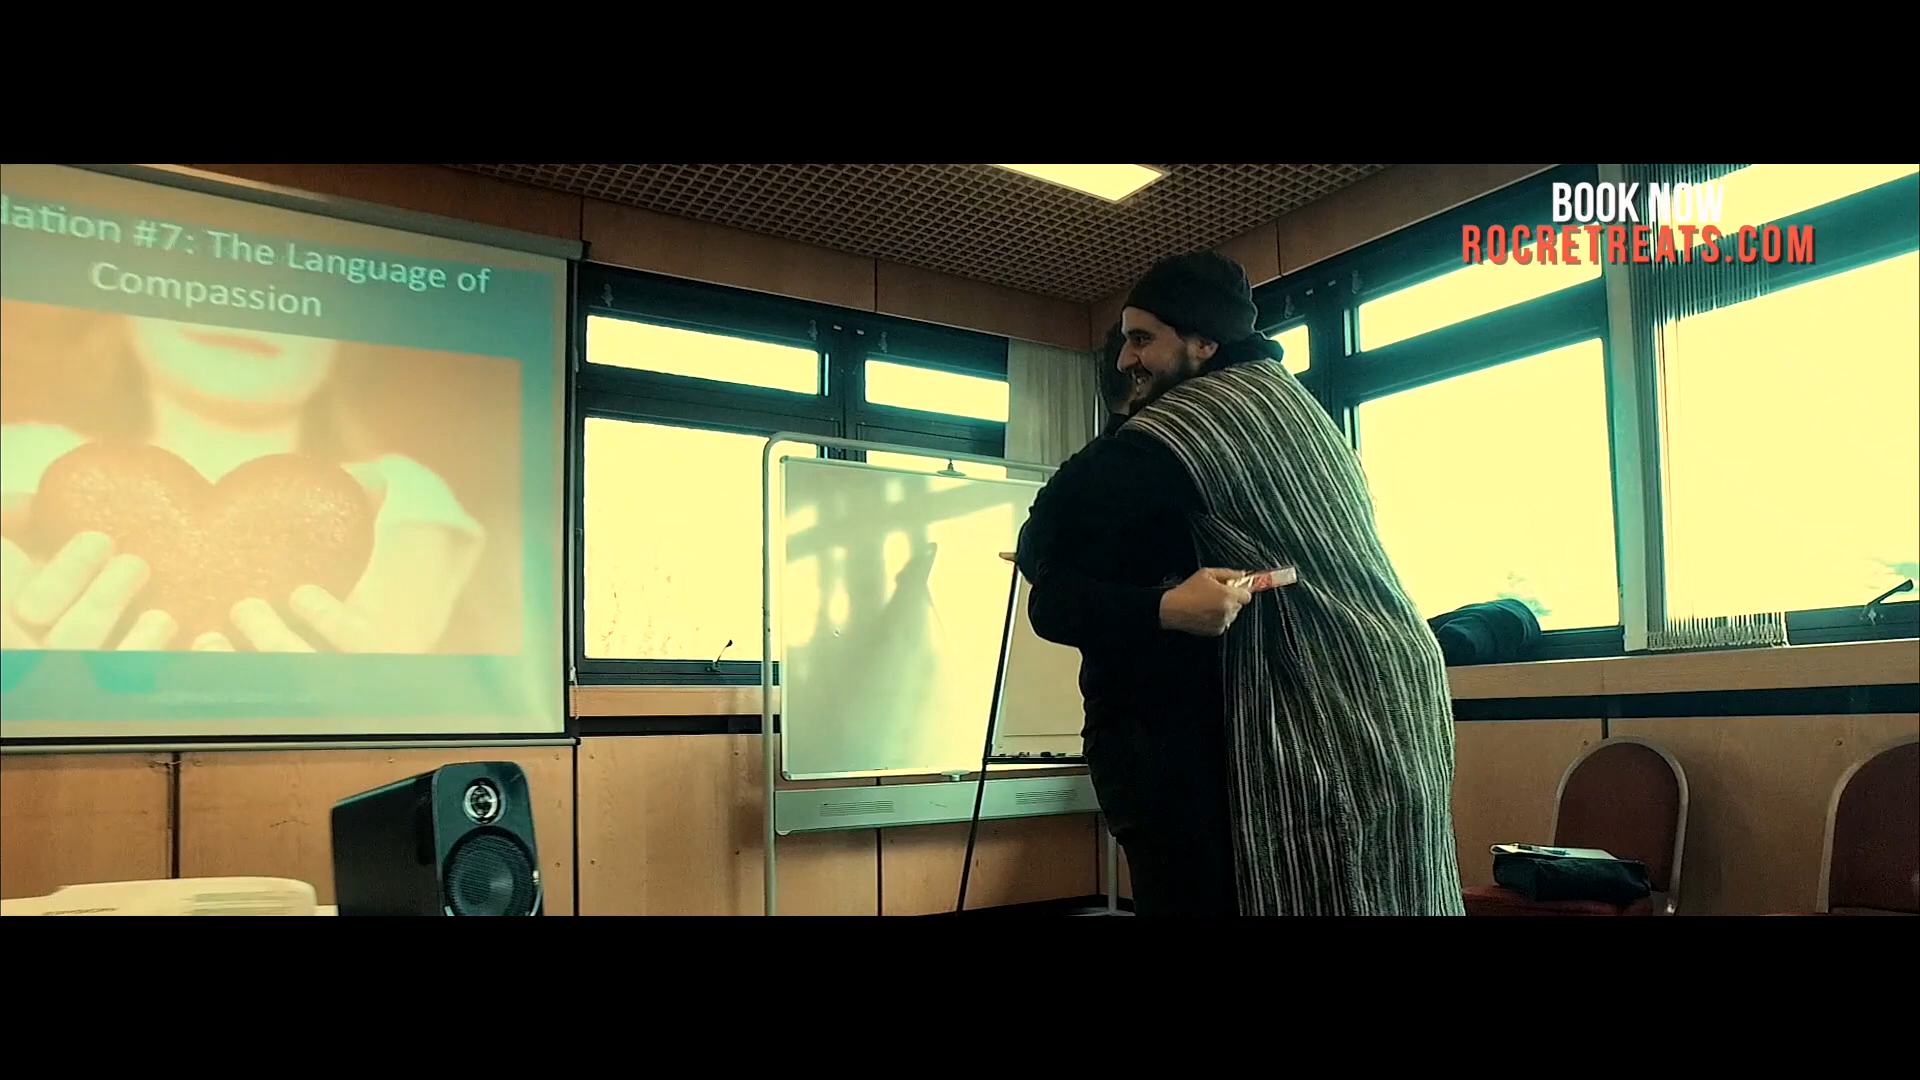 BOOK NOW
ROCRETREATS.COM
dation #7: The Language of
Compassion